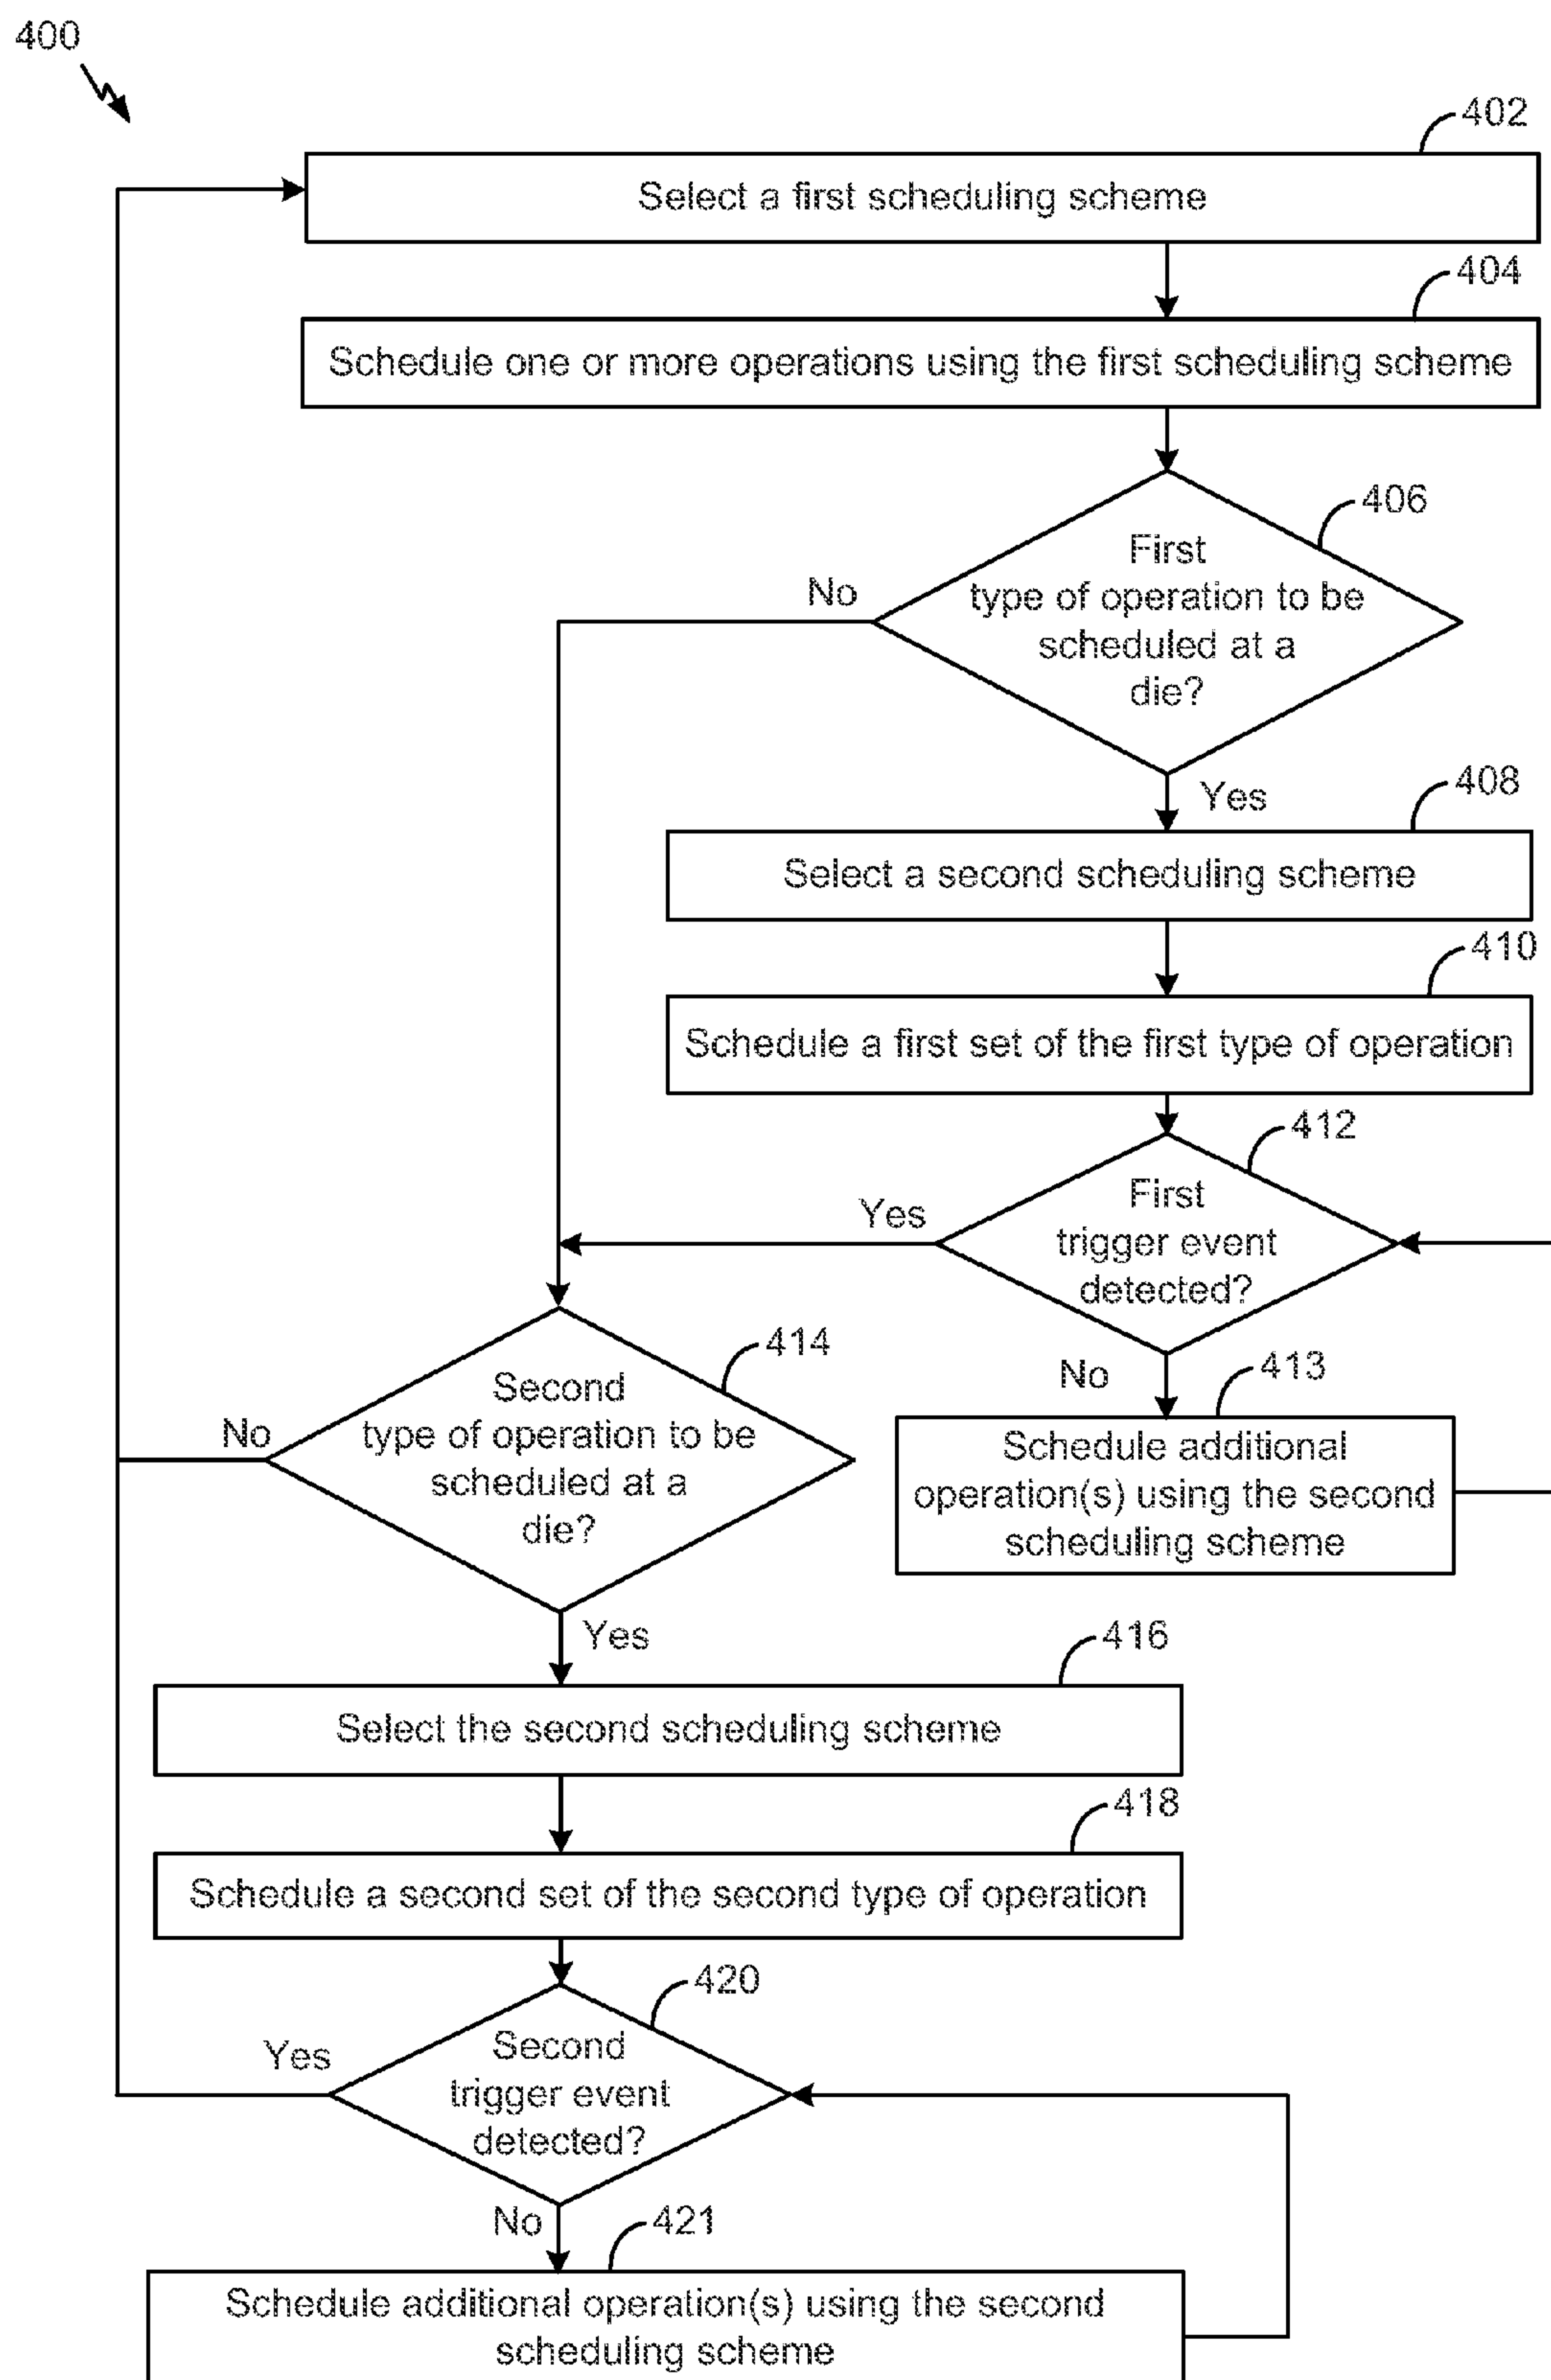 400
402
Select a first scheduling scheme
404
Schedule one or more operations using the first scheduling scheme
406
First
type of operation to be
scheduled at a
die?
No
Yes
408
Select a second scheduling scheme
410
Schedule a first set of the first type of operation
412
First
trigger event
detected?
Yes
No
413
Schedule additional
operation(s) using the second
scheduling scheme
414
Second
type of operation to be
scheduled at a
die?
No
Yes
416
Select the second scheduling scheme
418
Schedule a second set of the second type of operation
420
Second
trigger event
detected?
Yes
No
421
Schedule additional operation(s) using the second
scheduling scheme